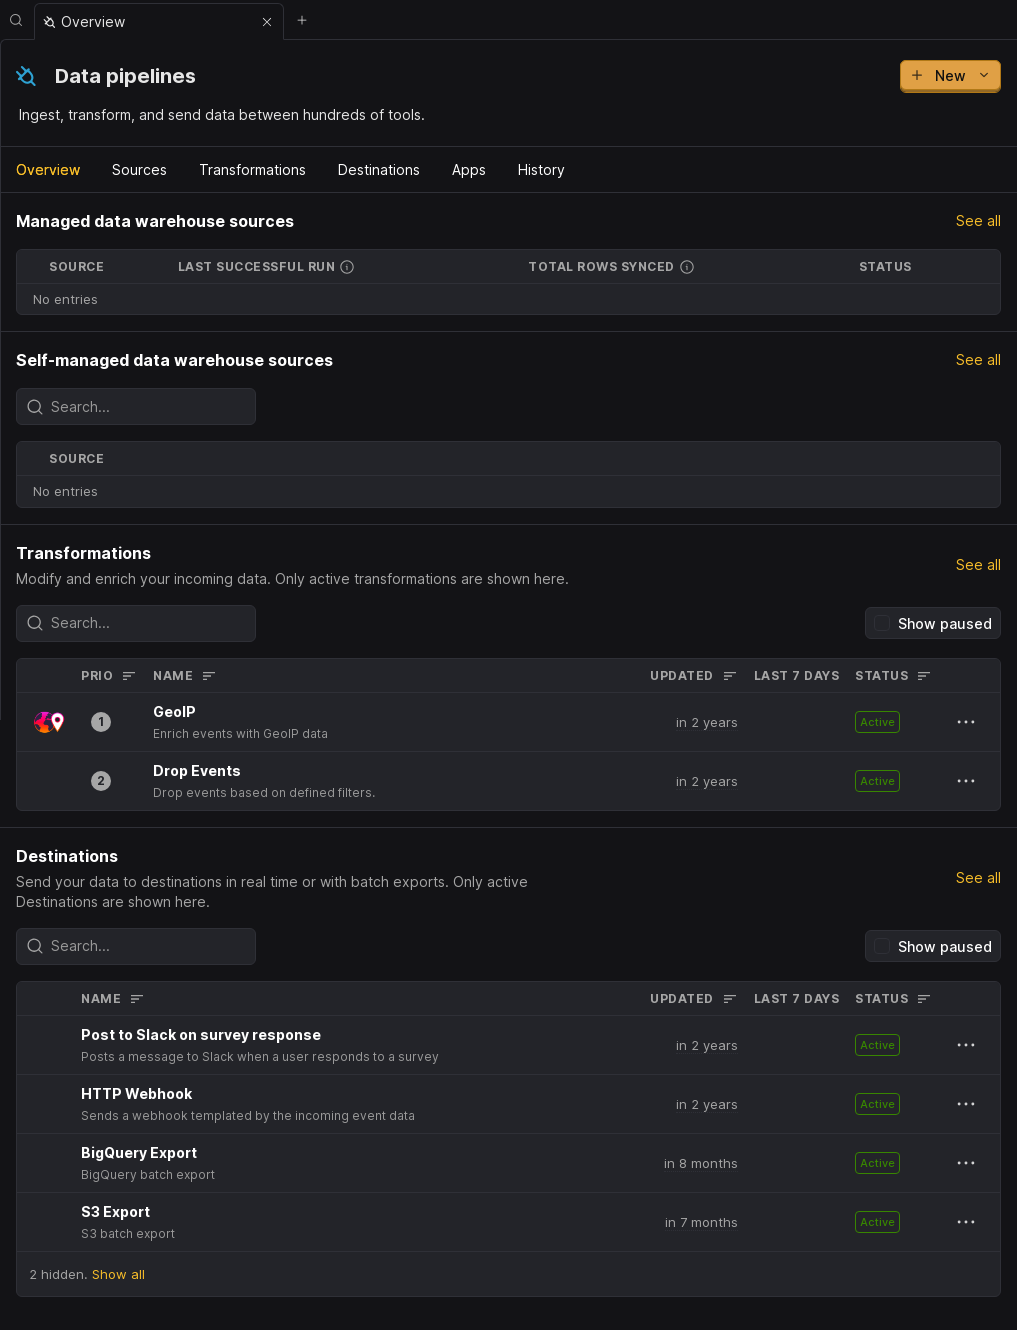 Overview
Data pipelines
New
Ingest, transform, and send data between hundreds of tools.
Overview Sources Transformations Destinations Apps History
Managed data warehouse sources
See all
SOURCE LAST SUCCESSFUL RUN TOTAL ROWS SYNCED STATUS
No entries
Self-managed data warehouse sources
See all
Search...
SOURCE
No entries
Transformations
Modify and enrich your incoming data. Only active transformations are shown here.
See all
Search...
Show paused
PRIO NAME UPDATED LAST 7 DAYS STATUS
1 GeoIP in 2 years Active
Enrich events with GeoIP data
2 Drop Events in 2 years Active
Drop events based on defined filters.
Destinations
Send your data to destinations in real time or with batch exports. Only active
Destinations are shown here.
See all
Search...
Show paused
NAME UPDATED LAST 7 DAYS STATUS
Post to Slack on survey response in 2 years Active
Posts a message to Slack when a user responds to a survey
HTTP Webhook in 2 years Active
Sends a webhook templated by the incoming event data
BigQuery Export in 8 months Active
BigQuery batch export
S3 Export in 7 months Active
S3 batch export
2 hidden. Show all